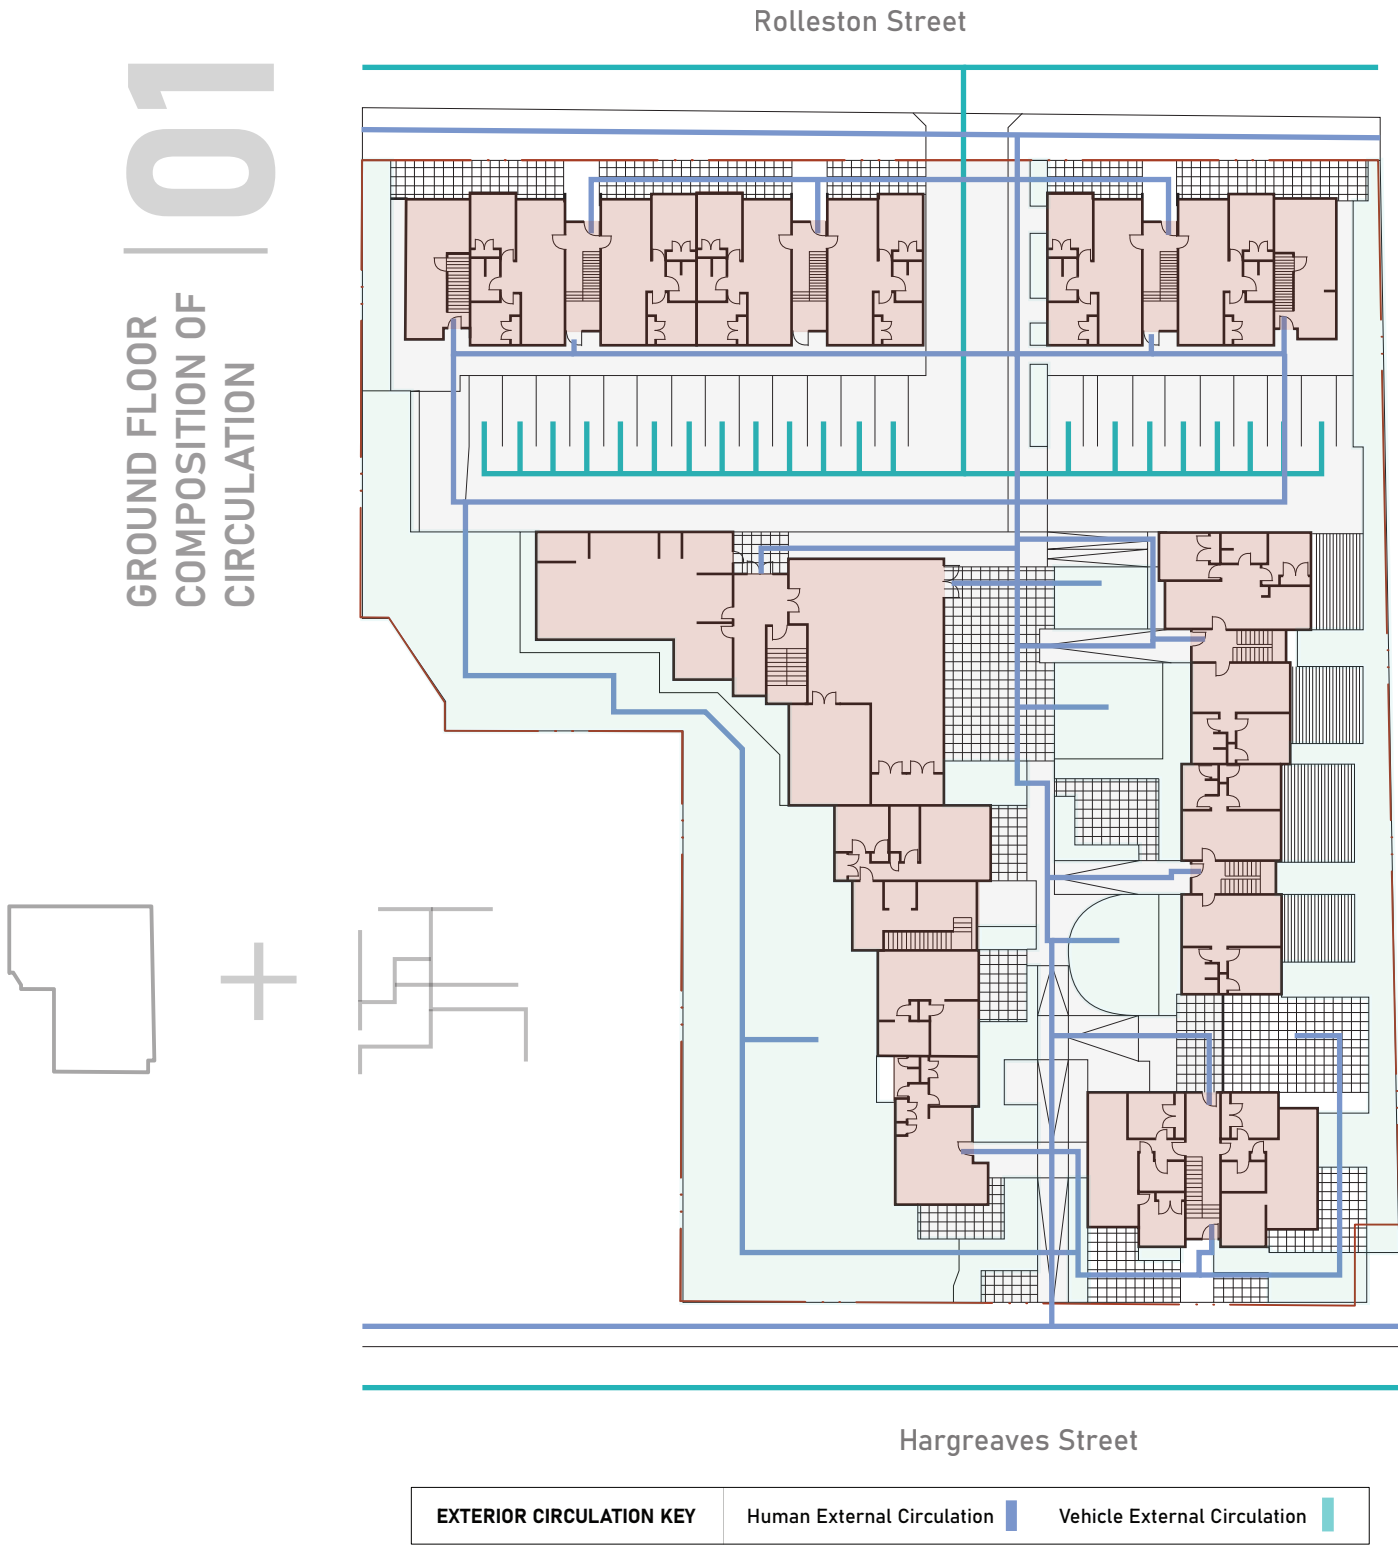 Rolleston Street
01
GROUND FLOOR
COMPOSITION OF
CIRCULATION
Hargreaves Street
EXTERIOR CIRCULATION KEY
Human External Circulation
Vehicle External Circulation